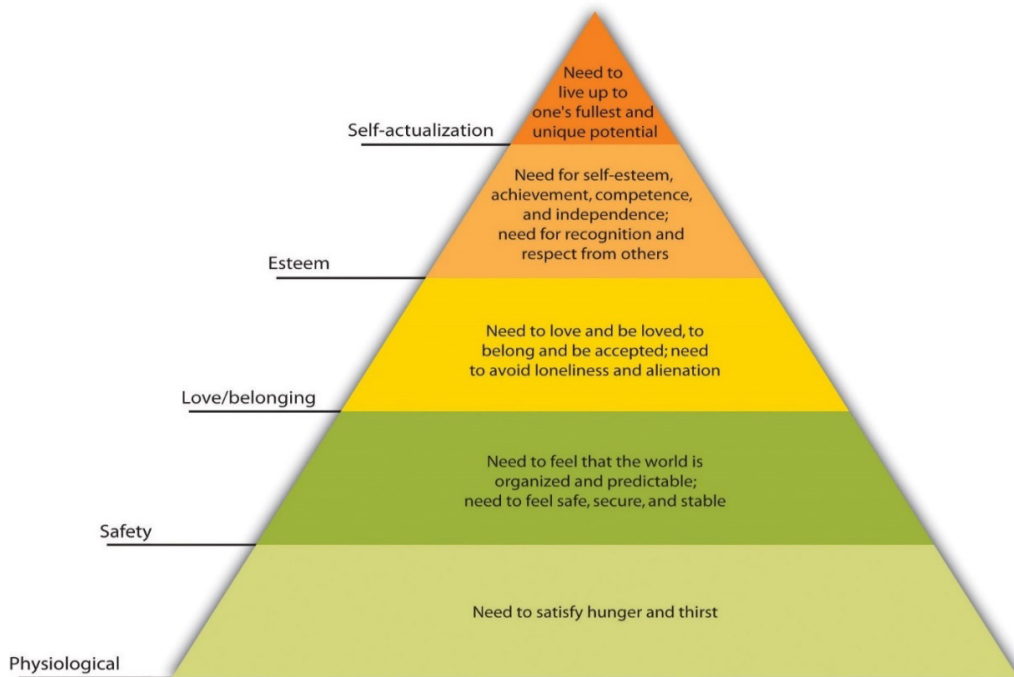 Need to
live up to
one's fullest and
unique potential
Self-actualization
Need for self-esteem,
achievement, competence,
and independence;
need for recognition and
respect from others
Esteem
Need to love and be loved, to
belong and be accepted; need
to avoid loneliness and alienation
Love/belonging
Need to feel that the world is
organized and predictable;
need to feel safe, secure, and stable
Safety
Need to satisfy hunger and thirst
Physiological